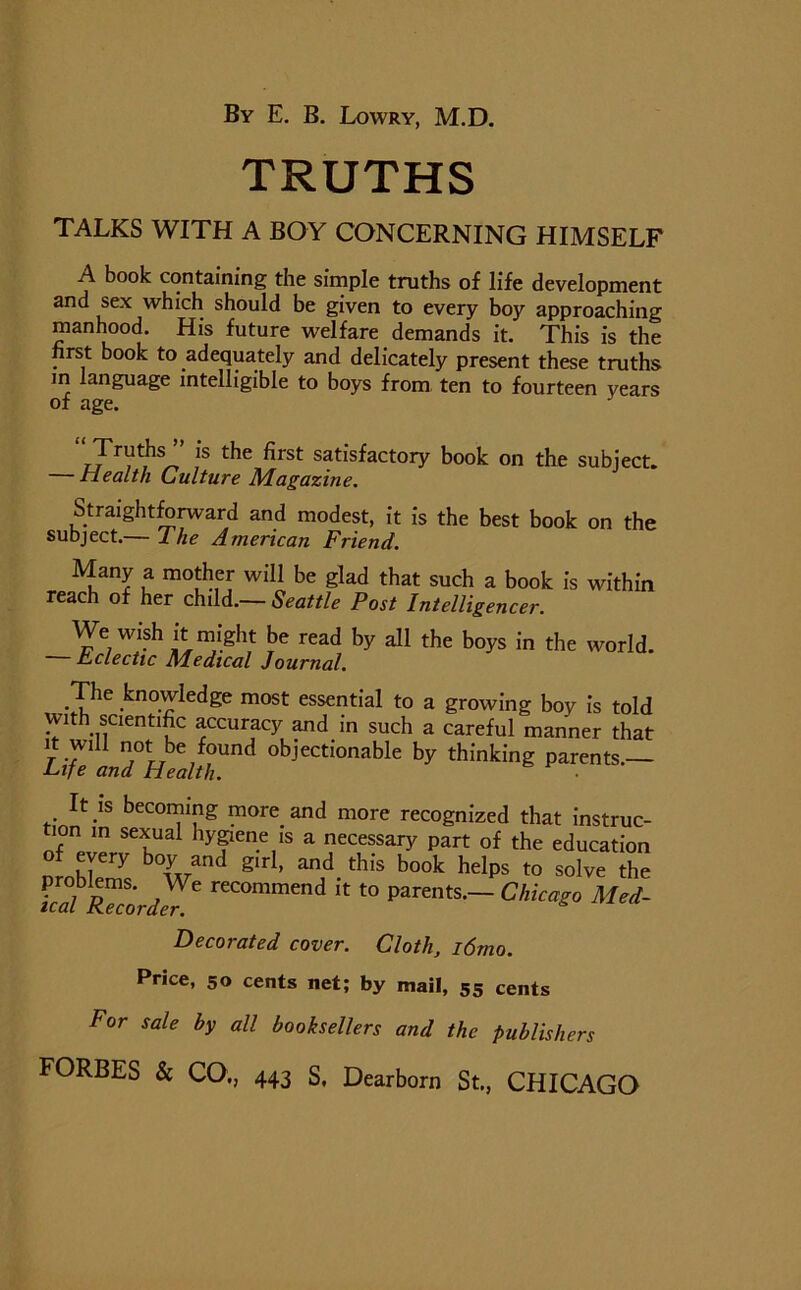 By E. B. Lowry, M.D.
TRUTHS
TALKS WITH A BOY CONCERNING HIMSELF
A book containing the simple truths of life development
and sex which should be given to every boy approaching
manhood. His future welfare demands it. This is the
first book to adequately and delicately present these truths
in language intelligible to boys from ten to fourteen years
of age.
“Truths” is the first satisfactory book on the subject.
— Health Culture Magazine.
Straightforward and modest, it is the best book on the
subject.— The American Friend.
Many a mother will be glad that such a book is within
reach of her child.— Seattle Post Intelligencer.
We wish it might be read by all the boys in the world.
— Eclectic Medical Journal.
The knowledge most essential to a growing boy is told
with scientific accuracy and in such a careful manner that
it will not be found objectionable by thinking parents.—
Life and Health.
It is becoming more and more recognized that instruc-
tion in sexual hygiene is a necessary part of the education
of every boy and girl, and this book helps to solve the
problems. We recommend it to parents.— Chicago Med-
ical Recorder.
Decorated cover. Cloth, 16mo.
Price, 50 cents net; by mail, 55 cents
For sale by all booksellers and the publishers
FORBES & CO., 443 S. Dearborn St., CHICAGO